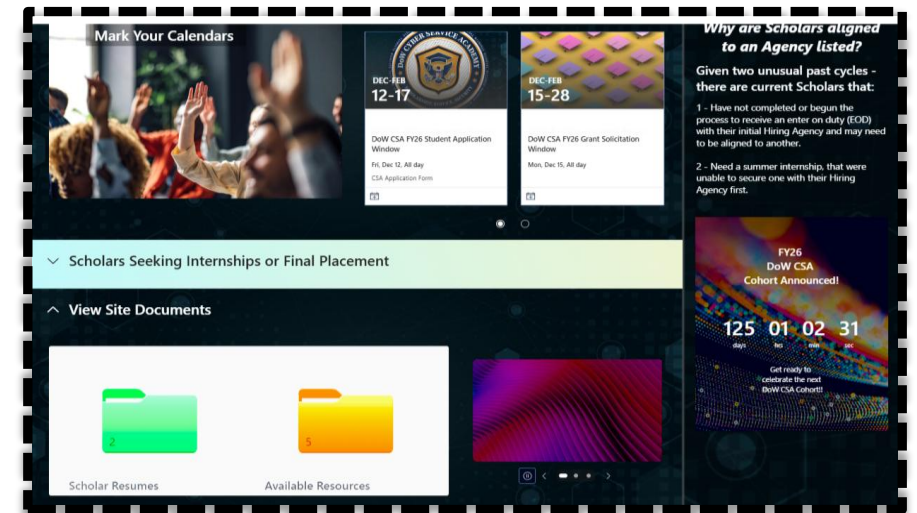 Mark Your Calendars
DoW CYBER SERVICE ACADEMY
DEC-FEB
12-17
DoW CSA FY26 Student Application
Window
Fri, Dec 12, All day
CSA Application Form
DEC-FEB
15-28
DoW CSA FY26 Grant Solicitation
Window
Mon, Dec 15, All day
Scholars Seeking Internships or Final Placement
View Site Documents
2
Scholar Resumes
5
Available Resources
Why are Scholars aligned
to an Agency listed?
Given two unusual past cycles -
there are current Scholars that:
1 - Have not completed or begun the
process to receive an enter on duty (EOD)
with their initial Hiring Agency and may need
to be aligned to another.
2 - Need a summer internship, that were
unable to secure one with their Hiring
Agency first.
FY26
DoW CSA
Cohort Announced!
125 01 02 31
days hrs min sec
Get ready to
celebrate the next
DoW CSA Cohort!!